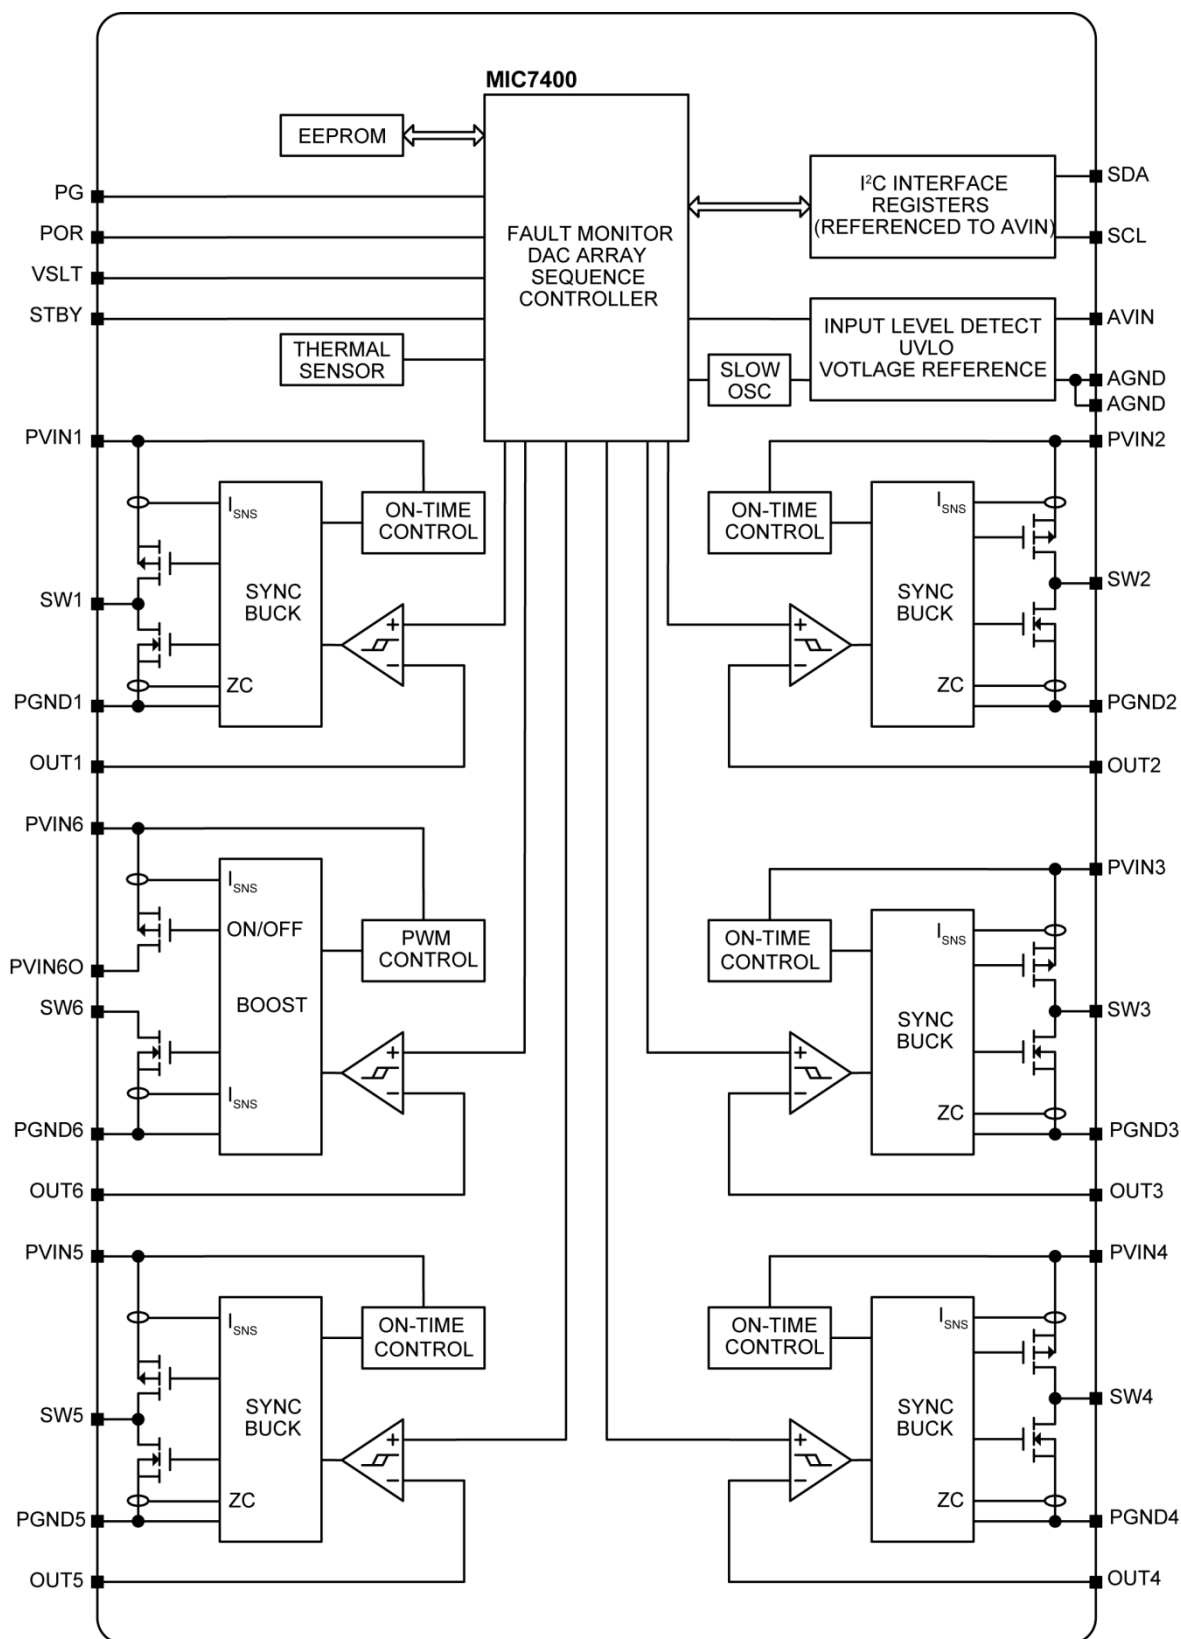 MIC7400
EEPROM
PG
POR
VSLT
STBY
FAULT MONITOR
DAC ARRAY
SEQUENCE
CONTROLLER
THERMAL
SENSOR
I²C INTERFACE
REGISTERS
(REFERENCED TO AVIN)
SDA
SCL
INPUT LEVEL DETECT
UVLO
VOTLAGE REFERENCE
SLOW
OSC
AVIN
AGND
AGND
PVIN1
SW1
PGND1
OUT1
ISNS
SYNC
BUCK
ZC
ON-TIME
CONTROL
+
−
ON-TIME
CONTROL
+
−
ISNS
SYNC
BUCK
ZC
PVIN2
SW2
PGND2
OUT2
PVIN6
PVIN6O
SW6
PGND6
OUT6
ISNS
ON/OFF
BOOST
ISNS
PWM
CONTROL
+
−
ON-TIME
CONTROL
+
−
ISNS
SYNC
BUCK
ZC
PVIN3
SW3
PGND3
OUT3
PVIN5
SW5
PGND5
OUT5
ISNS
SYNC
BUCK
ZC
ON-TIME
CONTROL
+
−
ON-TIME
CONTROL
+
−
ISNS
SYNC
BUCK
ZC
PVIN4
SW4
PGND4
OUT4